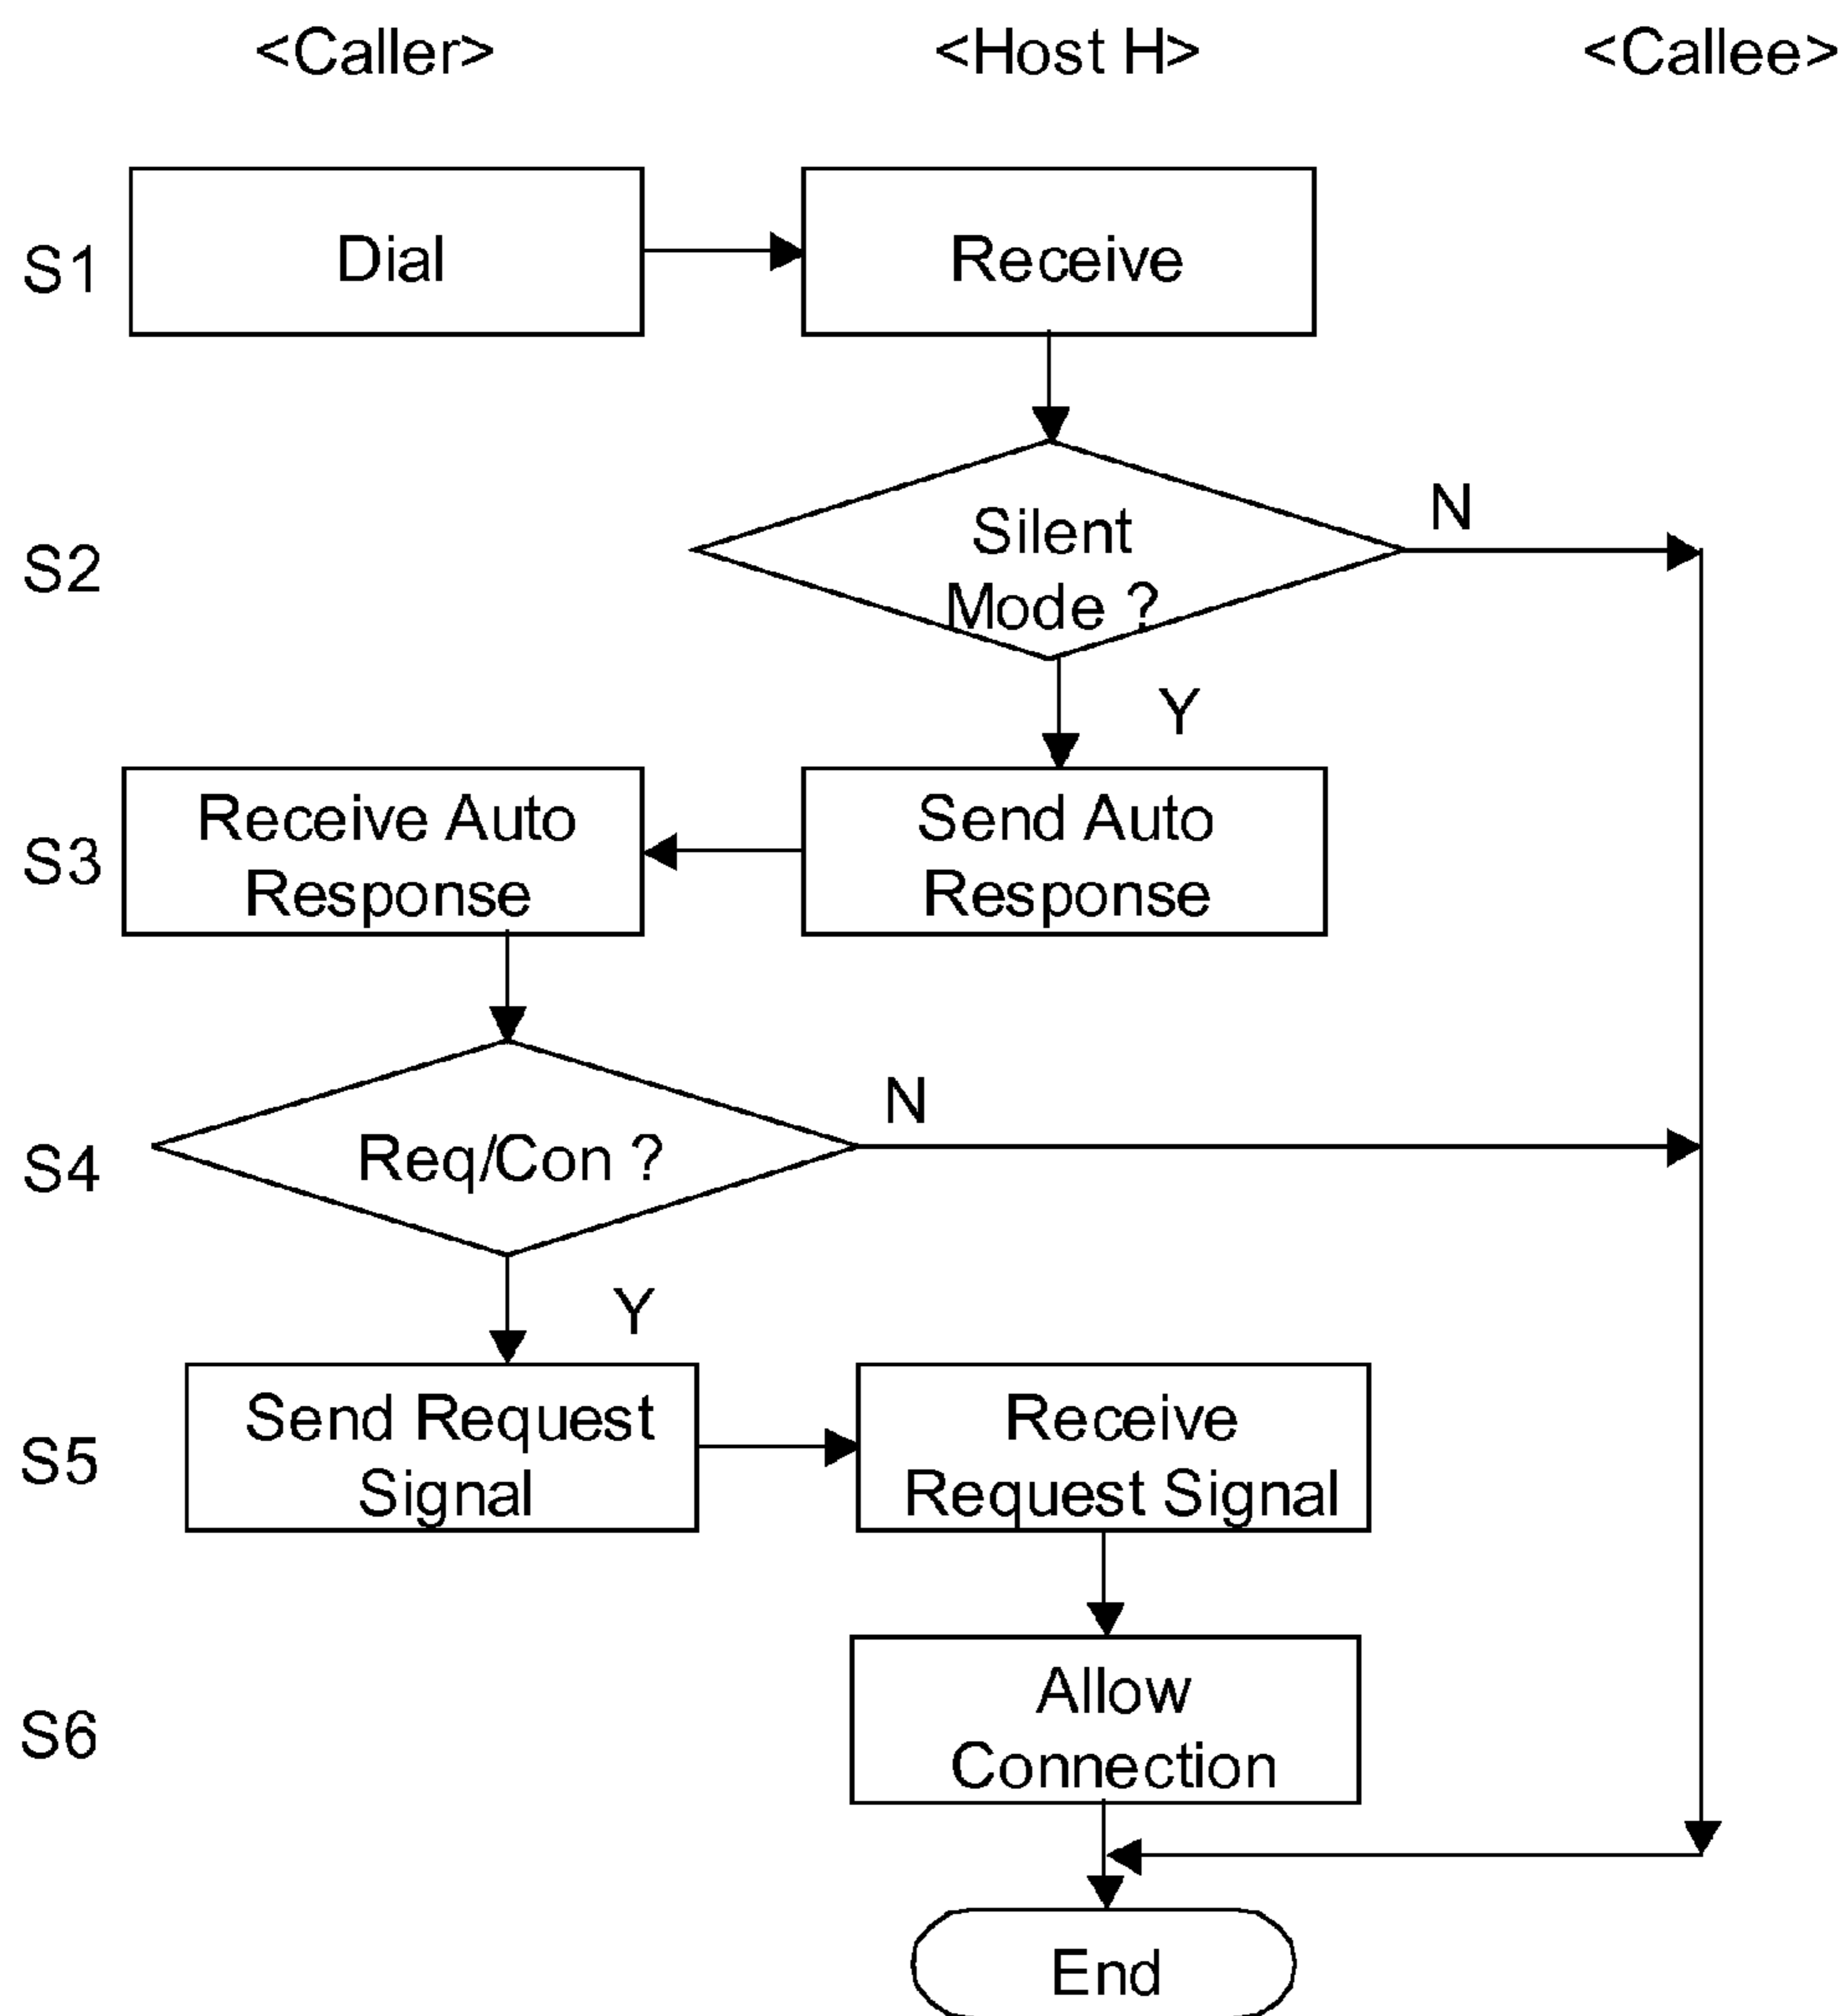 <Caller> <Host H> <Callee>
S1 Dial Receive
S2 Silent
Mode ?
N
Y
S3 Receive Auto
Response
Send Auto
Response
S4 Req/Con ?
N
Y
S5 Send Request
Signal
Receive
Request Signal
S6 Allow
Connection
End